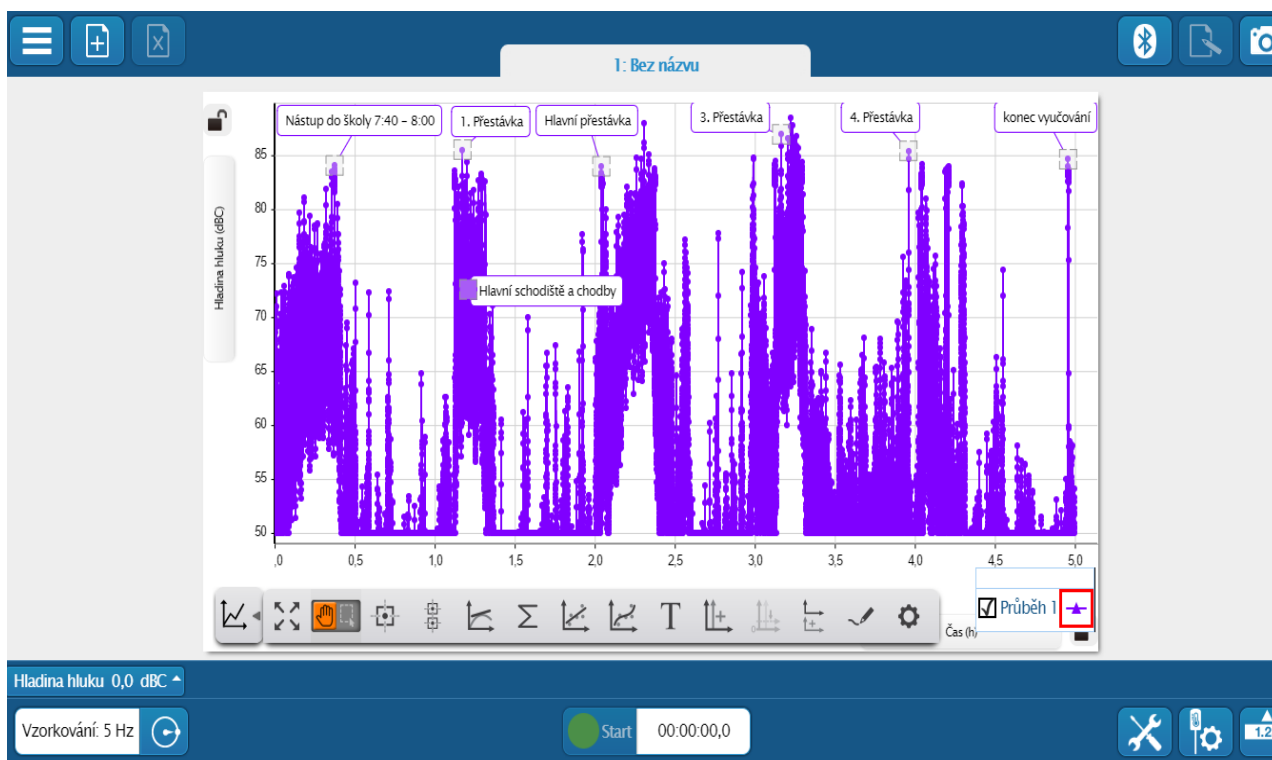 1: Bez názvu
Nástup do školy 7:40 – 8:00
1. Přestávka
Hlavní přestávka
3. Přestávka
4. Přestávka
konec vyučování
Hladina hluku (dBC)
85
80
75
70
65
60
55
50
Hlavní schodiště a chodby
,0 0,5 1,0 1,5 2,0 2,5 3,0 3,5 4,0 4,5 5,0
Průběh 1
Σ
T
Čas (h)
Hladina hluku 0,0 dBC
Vzorkování: 5 Hz
Start
00:00:00,0
1.2